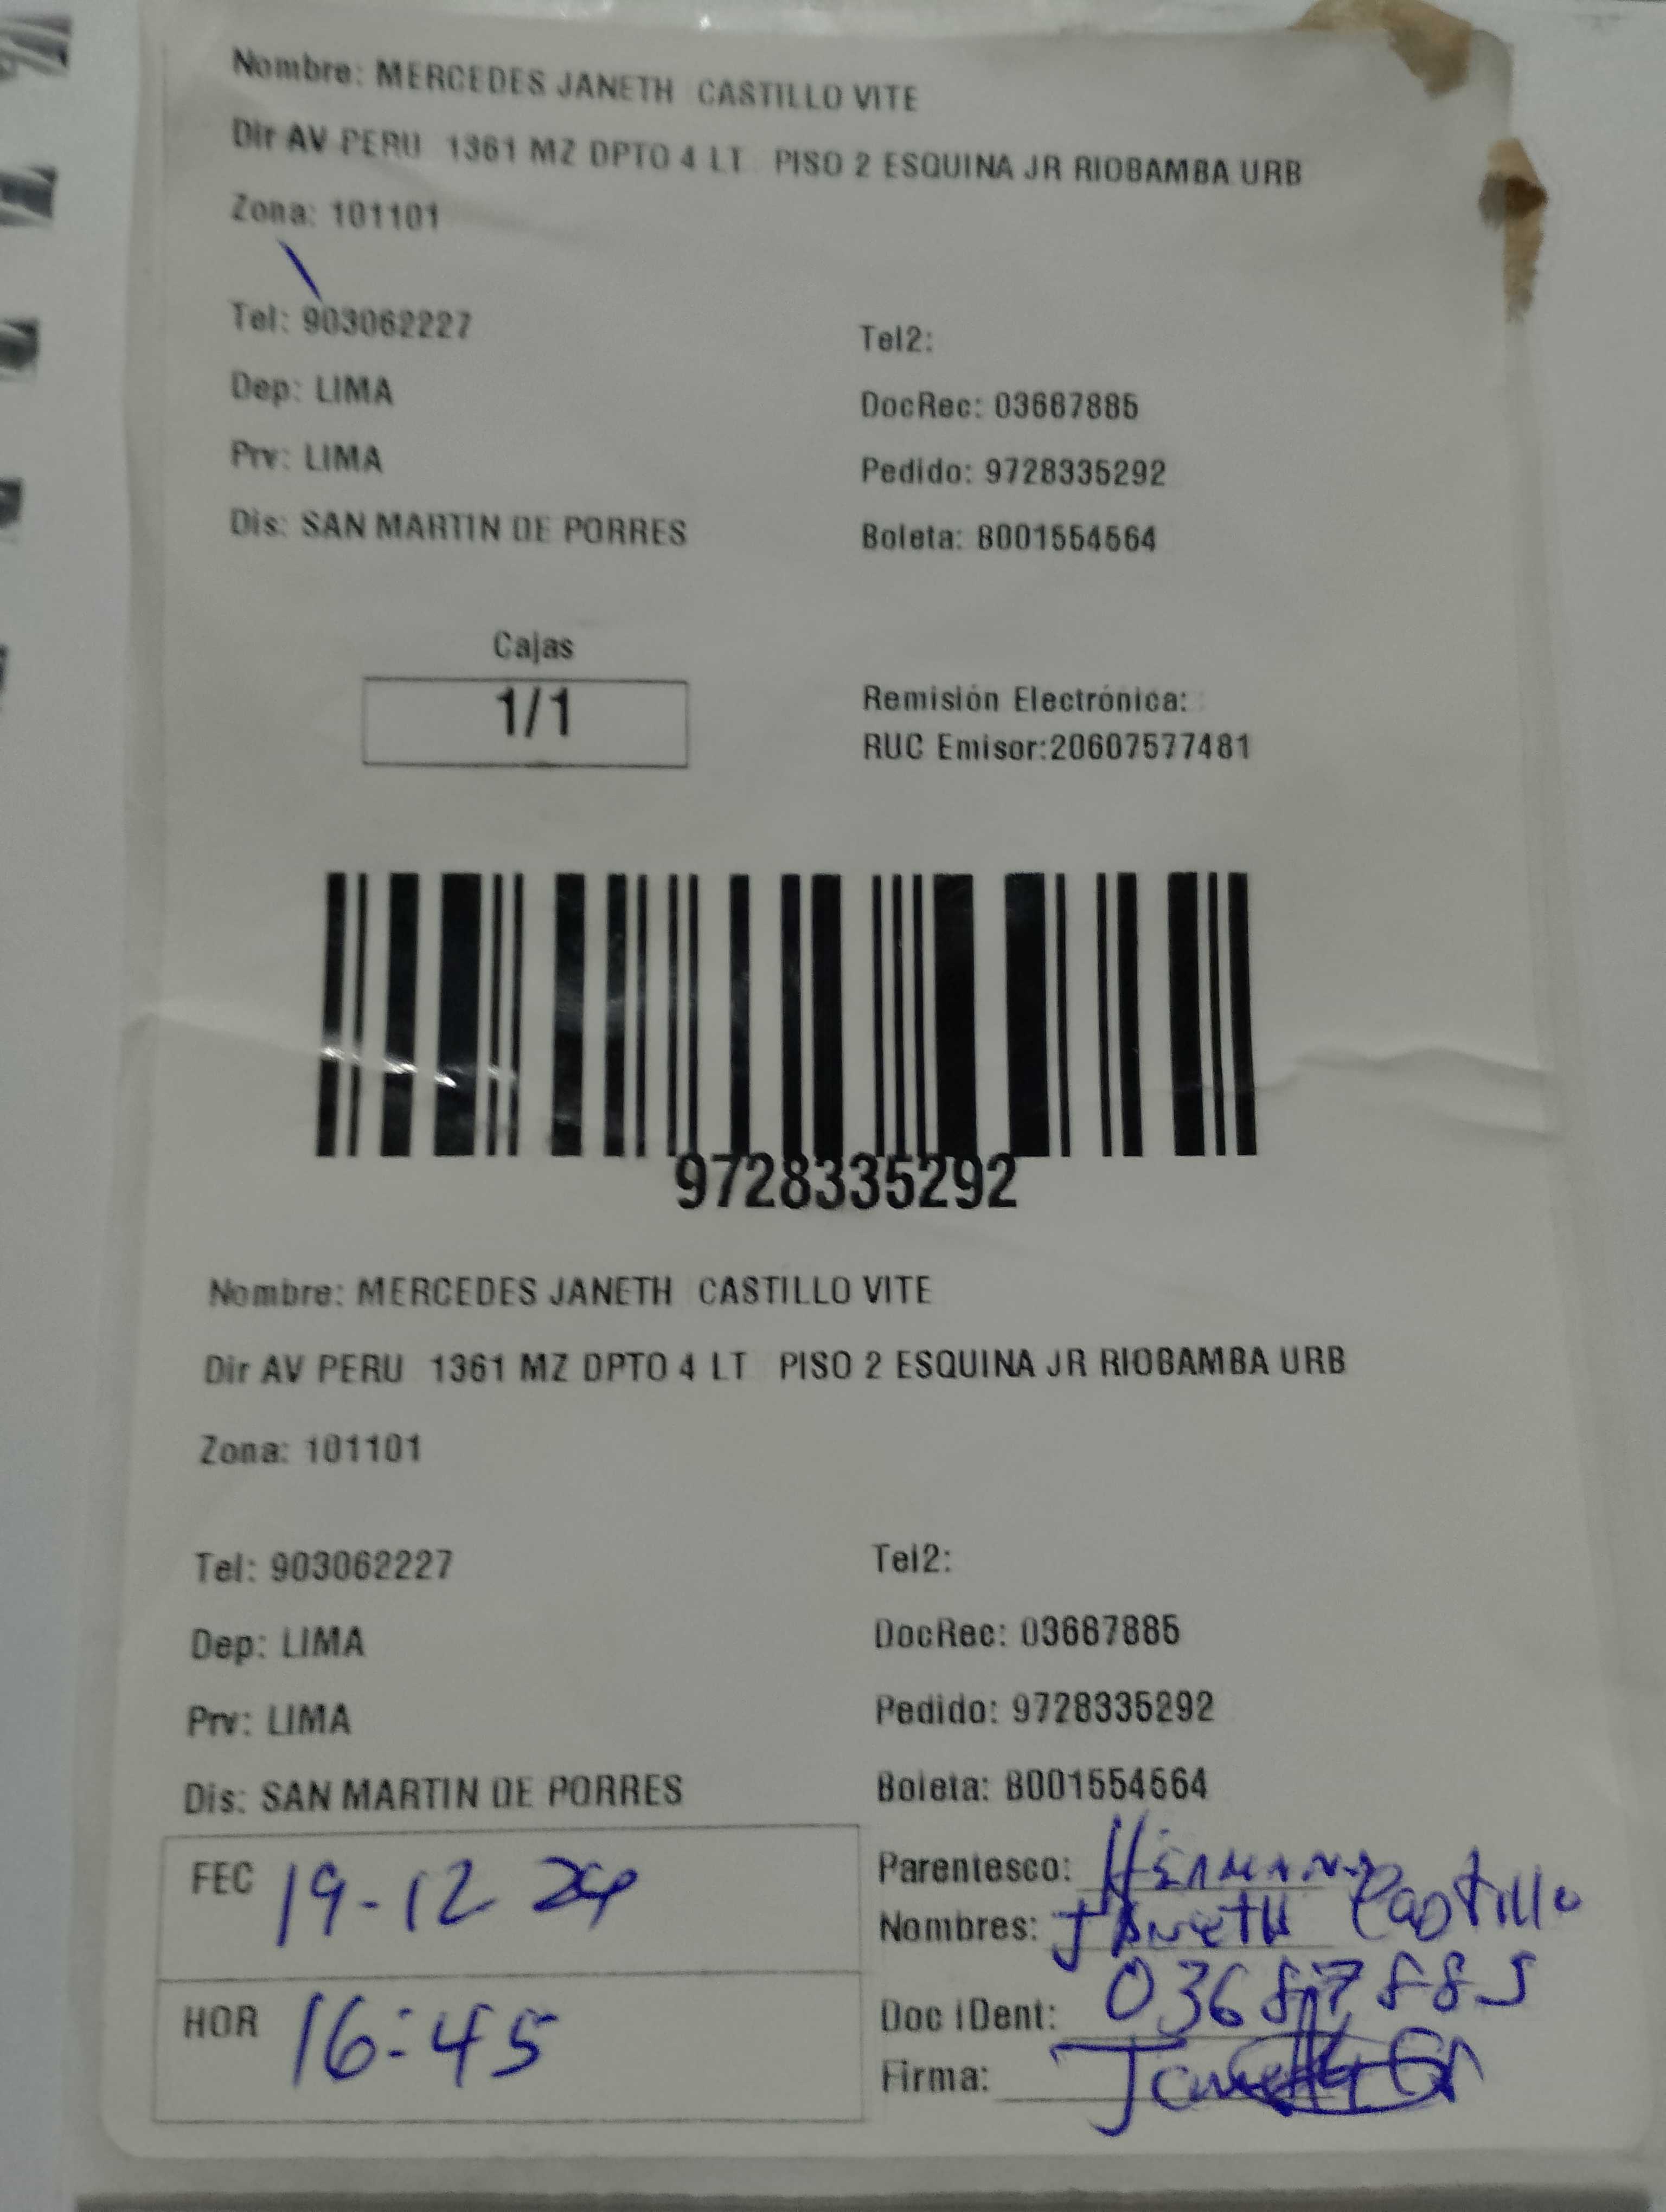 Nombre: MERCEDES JANETH CASTILLO VITE
Dir AV PERU 1361 MZ DPTO 4 LT PISO 2 ESQUINA JR RIOBAMBA URB
Zona: 101101
Tel: 903062227 Tel2:
Dep: LIMA DocRec: 03687885
Prv: LIMA Pedido: 9728335292
Dis: SAN MARTIN DE PORRES Boleta: B001554564
Cajas
1/1
Remisión Electrónica:
RUC Emisor:20607577481
9728335292
Nombre: MERCEDES JANETH CASTILLO VITE
Dir AV PERU 1361 MZ DPTO 4 LT PISO 2 ESQUINA JR RIOBAMBA URB
Zona: 101101
Tel: 903062227 Tel2:
Dep: LIMA DocRec: 03687885
Prv: LIMA Pedido: 9728335292
Dis: SAN MARTIN DE PORRES Boleta: B001554564
FEC 19-12 24
Parentesco:
Nombres: JANETH Castillo
HOR 16:45
Doc iDent: 03687885
Firma: